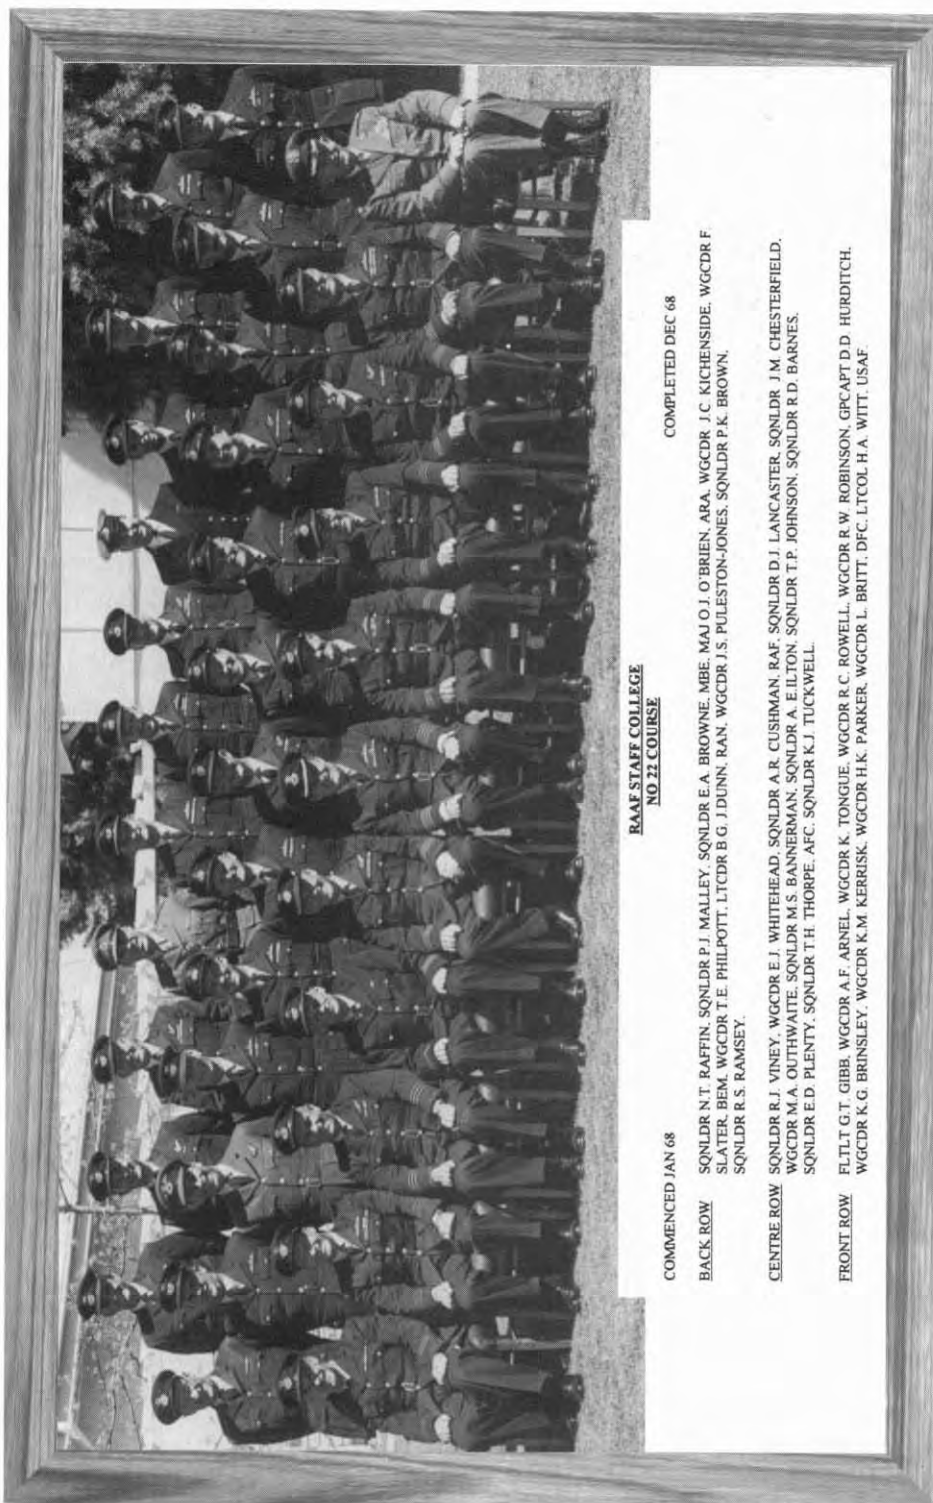 RAAF STAFF COLLEGE
NO 22 COURSE
COMMENCED JAN 68 COMPLETED DEC 68
BACK ROW SQNLDR N.T. RAFFIN, SQNLDR P.J. MALLEY, SQNLDR E.A. BROWNE, MBE, MAJ O.J. O'BRIEN, ARA, WGCDR J.C. KICHENSIDE, WGCDR F.
SLATER, BEM, WGCDR T.E. PHILPOTT, LTCDR B.G. J.DUNN, RAN, WGCDR J.S. PULESTON-JONES, SQNLDR P.K. BROWN,
SQNLDR R.S. RAMSEY.
CENTRE ROW SQNLDR R.J. VINEY, WGCDR E.J. WHITEHEAD, SQNLDR A.R. CUSHMAN, RAF, SQNLDR D.J. LANCASTER, SQNLDR J.M. CHESTERFIELD,
WGCDR M.A. OUTHWAITE, SQNLDR M.S. BANNERMAN, SQNLDR A. E.ILTON, SQNLDR T.P. JOHNSON, SQNLDR R.D. BARNES,
SQNLDR E.D. PLENTY, SQNLDR T.H. THORPE, AFC, SQNLDR K.J. TUCKWELL.
FRONT ROW FLTLT G.T. GIBB, WGCDR A.F. ARNEL, WGCDR K. TONGUE, WGCDR R.C. ROWELL, WGCDR R.W. ROBINSON, GPCAPT D.D. HURDITCH,
WGCDR K.G. BRINSLEY, WGCDR K.M. KERRISK, WGCDR H.K. PARKER, WGCDR L. BRITT, DFC, LTCOL H.A. WITT, USAF.